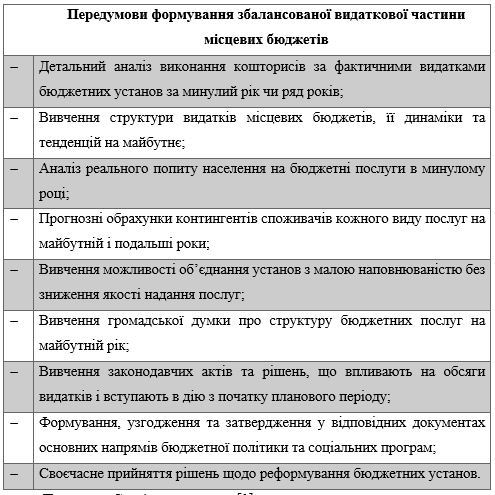 Передумови формування збалансованої видаткової частини
місцевих бюджетів
– Детальний аналіз виконання кошторисів за фактичними видатками
бюджетних установ за минулий рік чи ряд років;
– Вивчення структури видатків місцевих бюджетів, її динаміки та
тенденцій на майбутнє;
– Аналіз реального попиту населення на бюджетні послуги в минулому
році;
– Прогнозні обрахунки контингентів споживачів кожного виду послуг на
майбутній і подальші роки;
– Вивчення можливості об’єднання установ з малою наповнюваністю без
зниження якості надання послуг;
– Вивчення громадської думки про структуру бюджетних послуг на
майбутній рік;
– Вивчення законодавчих актів та рішень, що впливають на обсяги
видатків і вступають в дію з початку планового періоду;
– Формування, узгодження та затвердження у відповідних документах
основних напрямів бюджетної політики та соціальних програм;
– Своєчасне прийняття рішень щодо реформування бюджетних установ.